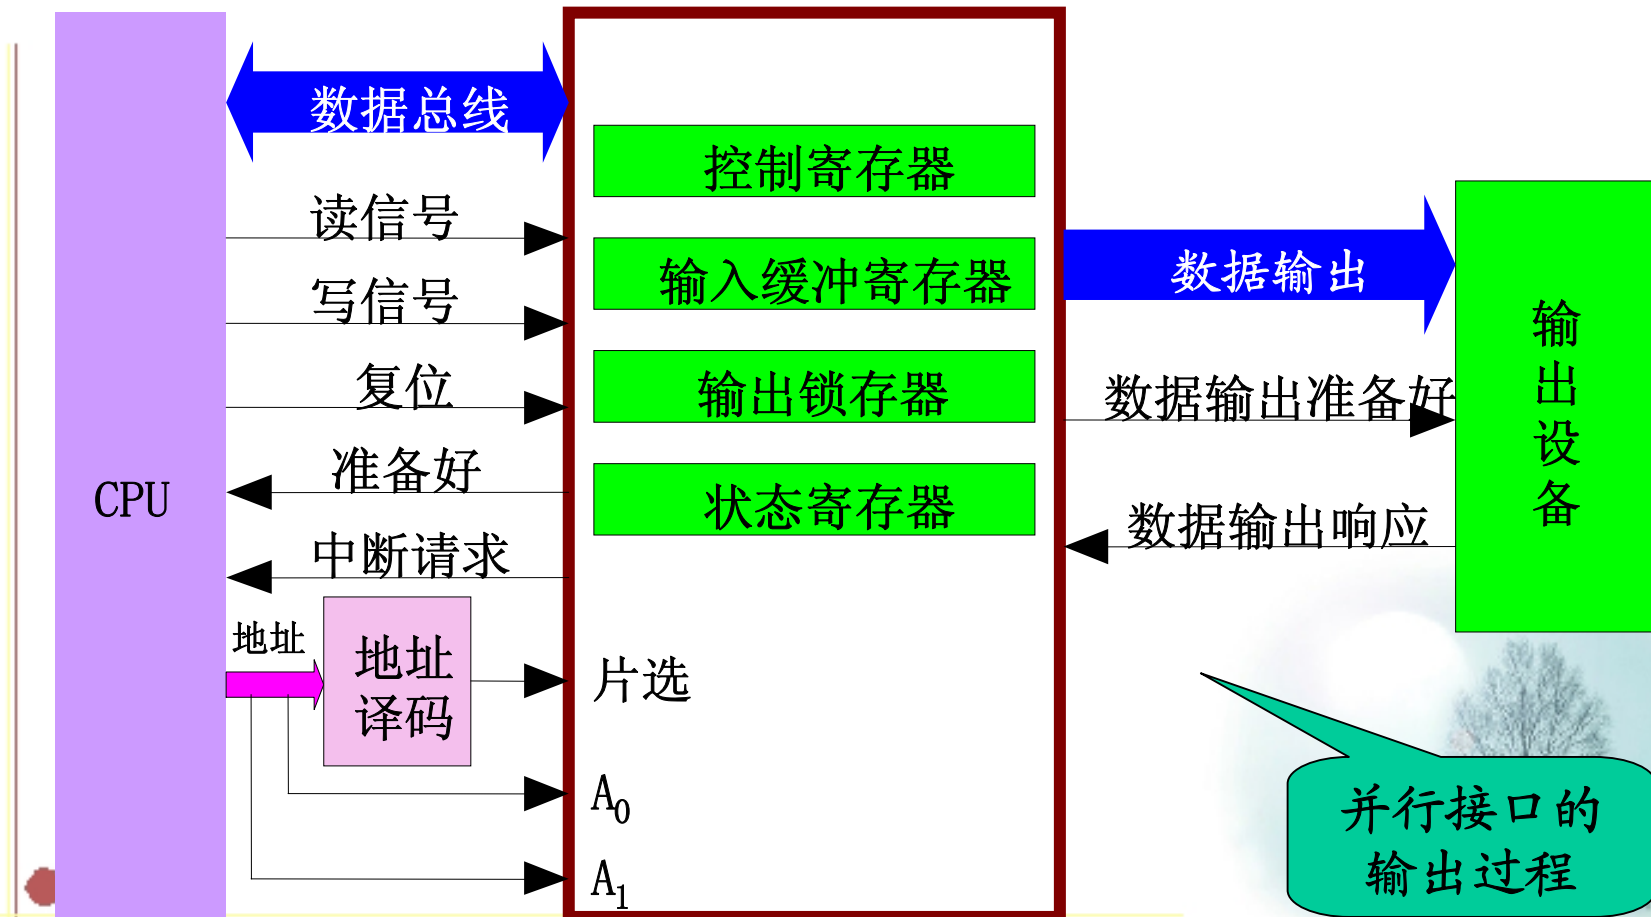 CPU
数据总线
读信号
写信号
复位
准备好
中断请求
地址
地址
译码
控制寄存器
输入缓冲寄存器
输出锁存器
状态寄存器
片选
A0
A1
数据输出
数据输出准备好
数据输出响应
输
出
设
备
并行接口的
输出过程